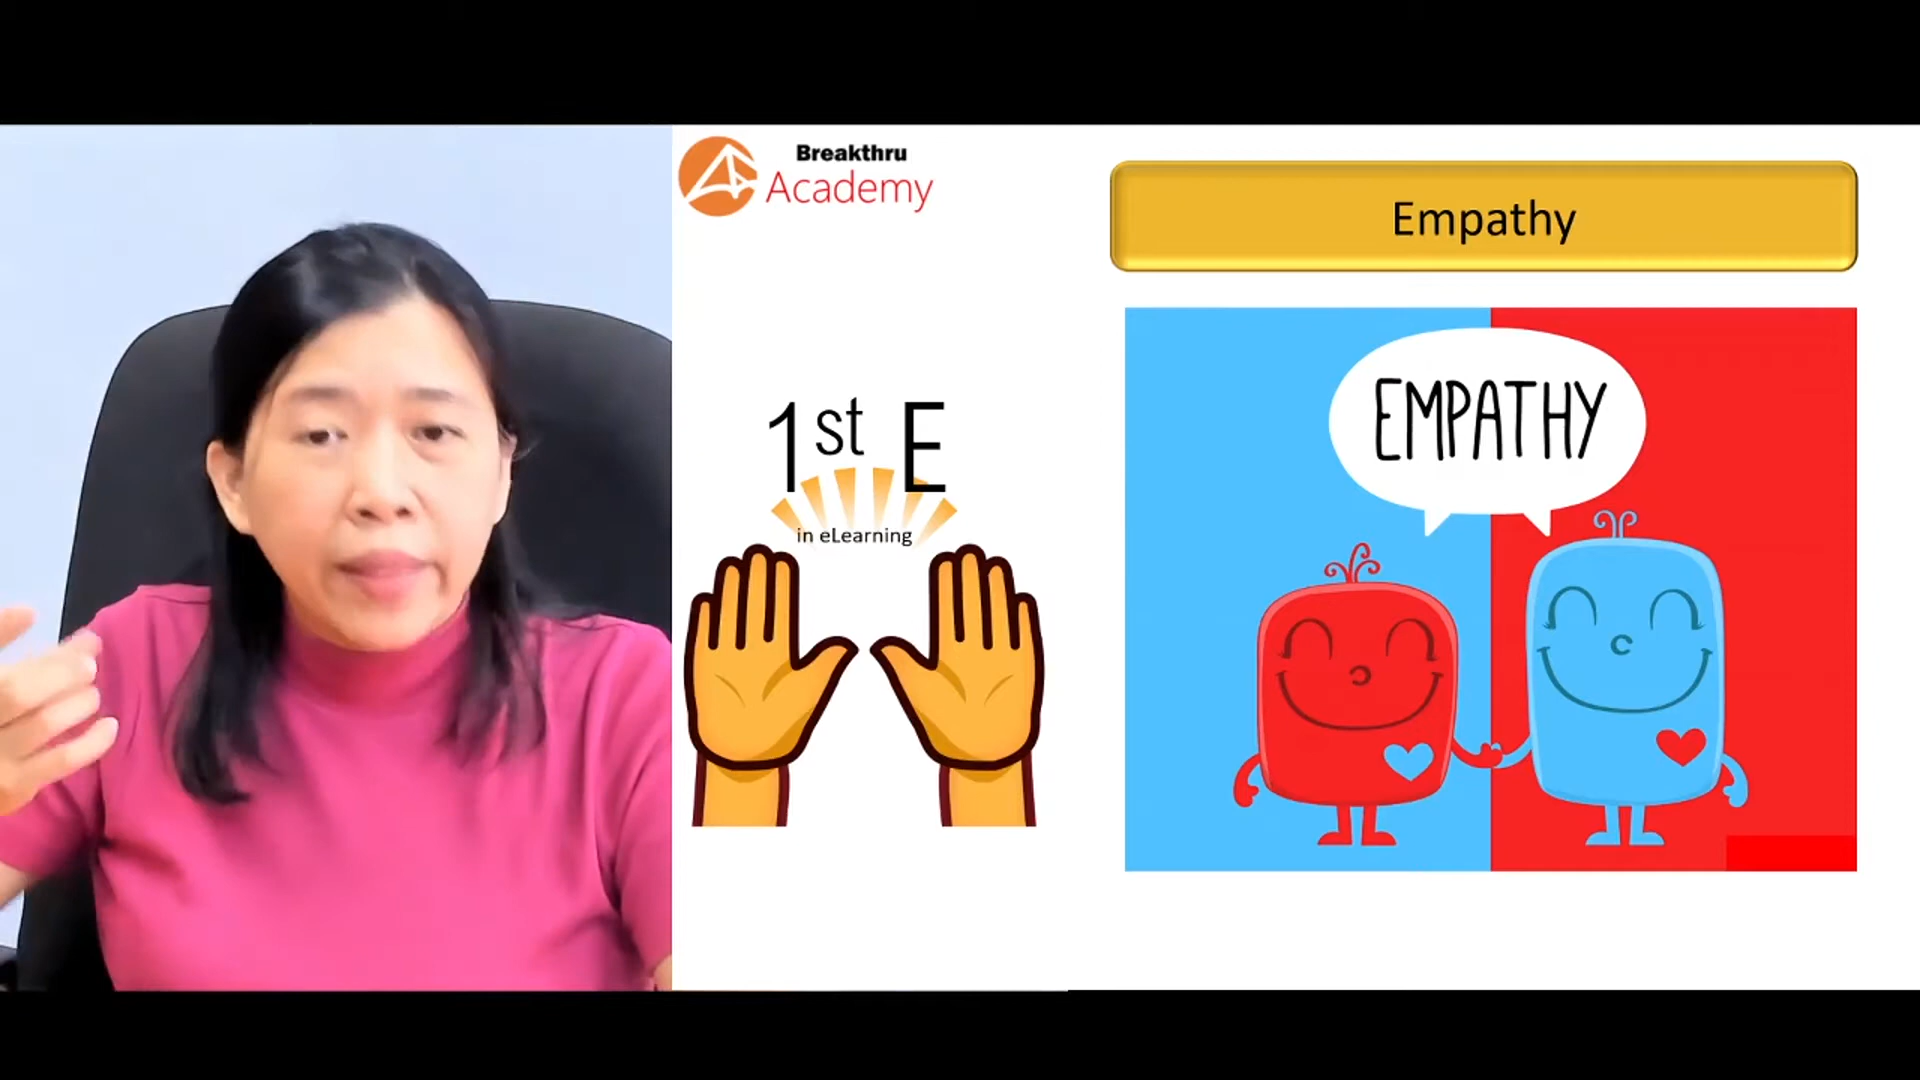 Breakthru
Academy
Empathy
1st E
in eLearning
EMPATHY